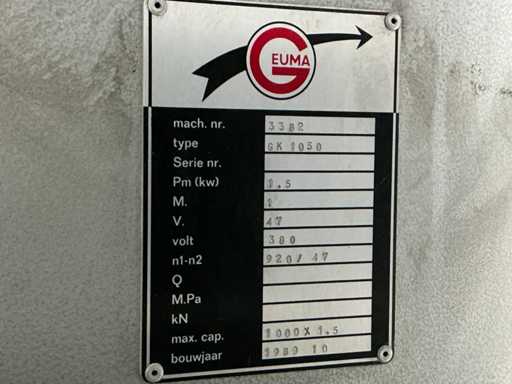 GEUMA
mach. nr. 3382
type GK 1050
Serie nr.
Pm (kw) 1.5
M. 1
V. 47
volt 380
n1-n2 920/ 47
Q
M.Pa
kN
max. cap. 1000 X 1.5
bouwjaar 1989 10